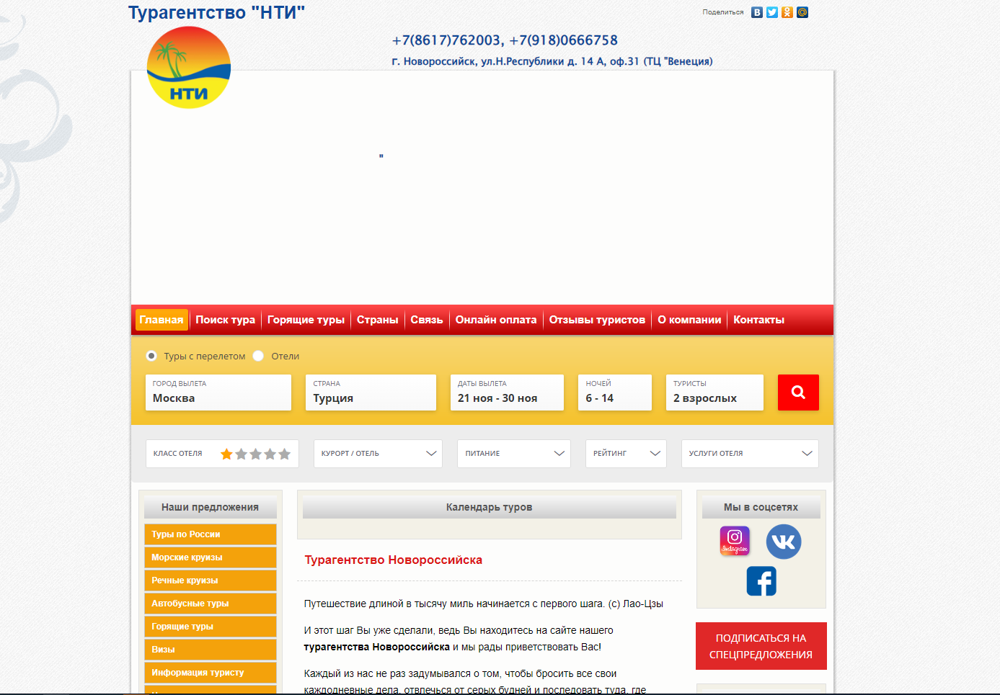 Турагентство "НТИ"
Поделиться
+7(8617)762003, +7(918)0666758
г. Новороссийск, ул.Н.Республики д. 14 А, оф.31 (ТЦ "Венеция)
НТИ
"
Главная
Поиск тура
Горящие туры
Страны
Связь
Онлайн оплата
Отзывы туристов
О компании
Контакты
Туры с перелетом
Отели
ГОРОД ВЫЛЕТА
Москва
СТРАНА
Турция
ДАТЫ ВЫЛЕТА
21 ноя - 30 ноя
НОЧЕЙ
6 - 14
ТУРИСТЫ
2 взрослых
КЛАСС ОТЕЛЯ
КУРОРТ / ОТЕЛЬ
ПИТАНИЕ
РЕЙТИНГ
УСЛУГИ ОТЕЛЯ
Наши предложения
Туры по России
Морские круизы
Речные круизы
Автобусные туры
Горящие туры
Визы
Информация туристу
Календарь туров
Турагентство Новороссийска
Путешествие длиной в тысячу миль начинается с первого шага. (с) Лао-Цзы
И этот шаг Вы уже сделали, ведь Вы находитесь на сайте нашего
турагентства Новороссийска и мы рады приветствовать Вас!
Каждый из нас не раз задумывался о том, чтобы бросить все свои
каждодневные дела, отвлечься от серых будней и последовать туда, где
Мы в соцсетях
Instagram
ПОДПИСАТЬСЯ НА
СПЕЦПРЕДЛОЖЕНИЯ